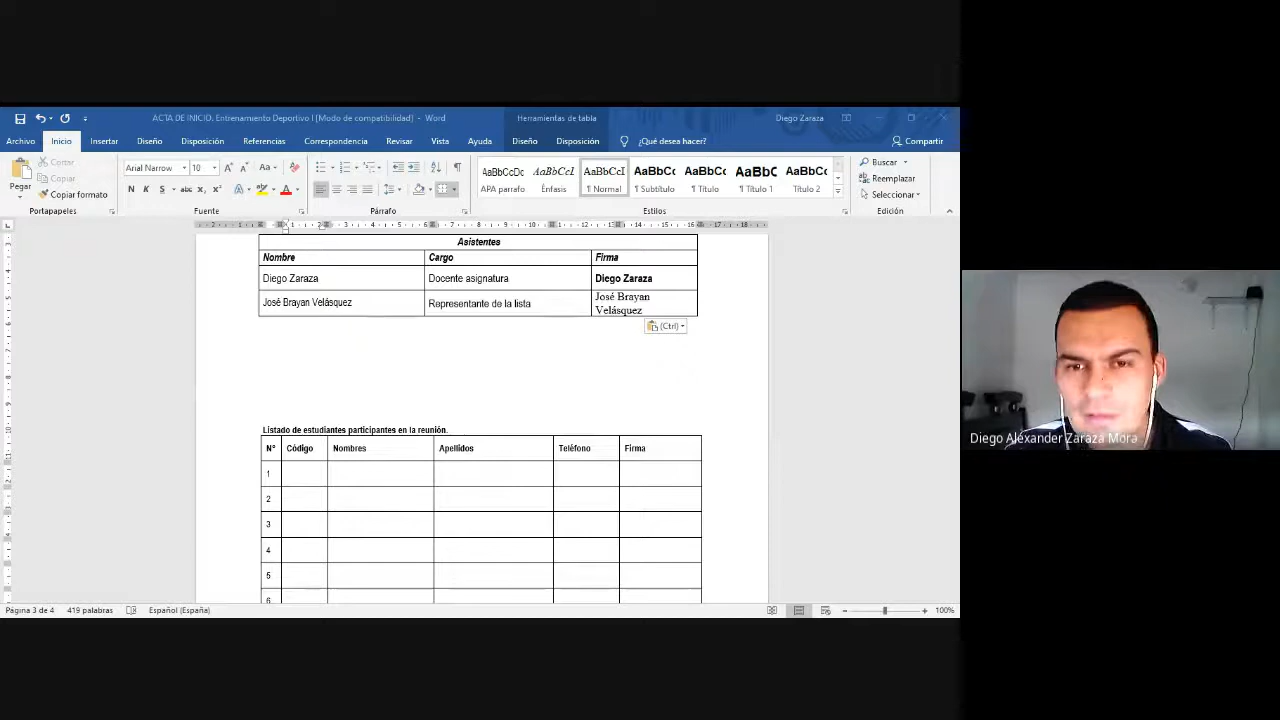 ACTA DE INICIO. Entrenamiento Deportivo I [Modo de compatibilidad] - Word
Herramientas de tabla
Diego Zaraza
Archivo Inicio Insertar Diseño Disposición Referencias Correspondencia Revisar Vista Ayuda Diseño Disposición ¿Qué desea hacer? Compartir
Pegar
Cortar
Copiar
Copiar formato
Portapapeles
Arial Narrow 10
Fuente
Párrafo
AaBbCcDc AaBbCcI AaBbCcI AaBbCc AaBbCc AaBbC AaBbCc
APA parrafo Énfasis ¶ Normal ¶ Subtítulo ¶ Título ¶ Título 1 Título 2
Estilos
Buscar
Reemplazar
Seleccionar
Edición
Asistentes
Nombre Cargo Firma
Diego Zaraza Docente asignatura Diego Zaraza
José Brayan Velásquez Representante de la lista José Brayan
Velásquez
(Ctrl)
Listado de estudiantes participantes en la reunión.
N° Código Nombres Apellidos Teléfono Firma
1
2
3
4
5
6
Página 3 de 4 419 palabras Español (España) 100%
Diego Aléxander Zaraza Mora